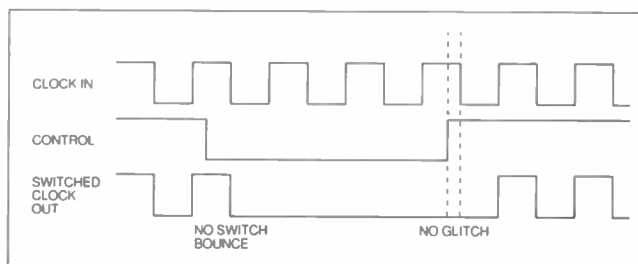 CLOCK IN
CONTROL
SWITCHED
CLOCK
OUT
NO SWITCH
BOUNCE
NO GLITCH